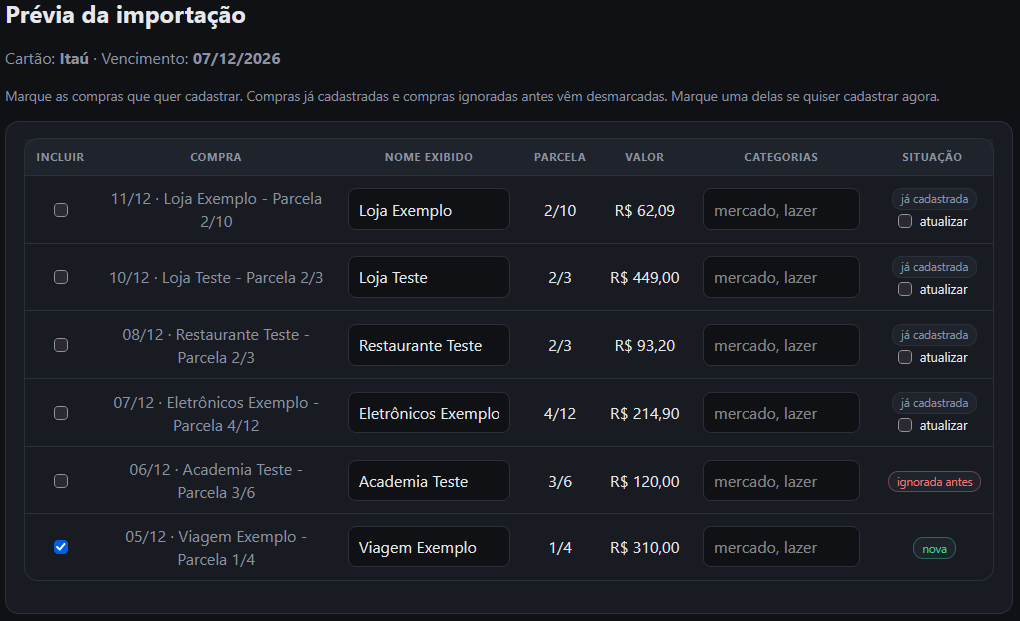 Prévia da importação
Cartão: Itaú · Vencimento: 07/12/2026
Marque as compras que quer cadastrar. Compras já cadastradas e compras ignoradas antes vêm desmarcadas. Marque uma delas se quiser cadastrar agora.
INCLUIR COMPRA NOME EXIBIDO PARCELA VALOR CATEGORIAS SITUAÇÃO
11/12 · Loja Exemplo - Parcela
2/10
Loja Exemplo
2/10
R$ 62,09
mercado, lazer
já cadastrada
atualizar
10/12 · Loja Teste - Parcela 2/3
Loja Teste
2/3
R$ 449,00
mercado, lazer
já cadastrada
atualizar
08/12 · Restaurante Teste -
Parcela 2/3
Restaurante Teste
2/3
R$ 93,20
mercado, lazer
já cadastrada
atualizar
07/12 · Eletrônicos Exemplo -
Parcela 4/12
Eletrônicos Exemplo
4/12
R$ 214,90
mercado, lazer
já cadastrada
atualizar
06/12 · Academia Teste -
Parcela 3/6
Academia Teste
3/6
R$ 120,00
mercado, lazer
ignorada antes
05/12 · Viagem Exemplo -
Parcela 1/4
Viagem Exemplo
1/4
R$ 310,00
mercado, lazer
nova